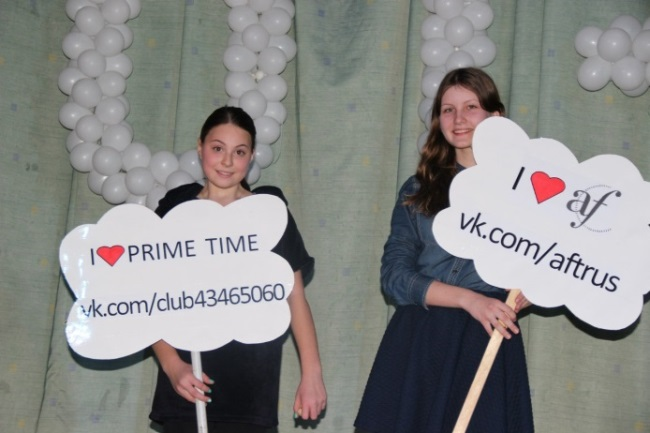 I ❤ PRIME TIME
vk.com/club43465060
I ❤ af
vk.com/aftrus